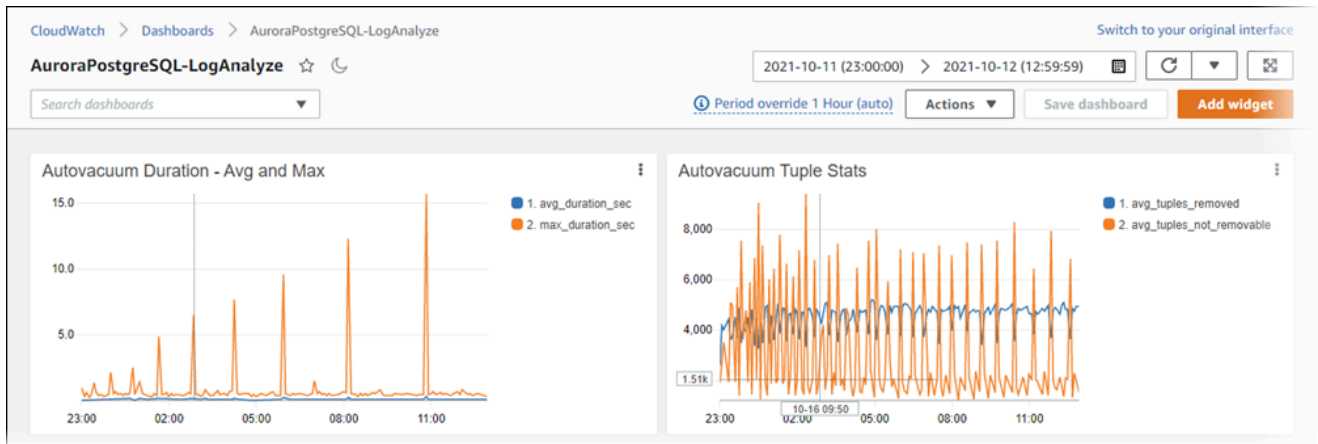 CloudWatch > Dashboards > AuroraPostgreSQL-LogAnalyze
Switch to your original interface
AuroraPostgreSQL-LogAnalyze
2021-10-11 (23:00:00) > 2021-10-12 (12:59:59)
Search dashboards
Period override 1 Hour (auto)
Actions
Save dashboard
Add widget
Autovacuum Duration - Avg and Max
15.0
10.0
5.0
23:00 02:00 05:00 08:00 11:00
1. avg_duration_sec
2. max_duration_sec
Autovacuum Tuple Stats
8,000
6,000
4,000
1.51k
10-16 09:50
23:00 02:00 05:00 08:00 11:00
1. avg_tuples_removed
2. avg_tuples_not_removable